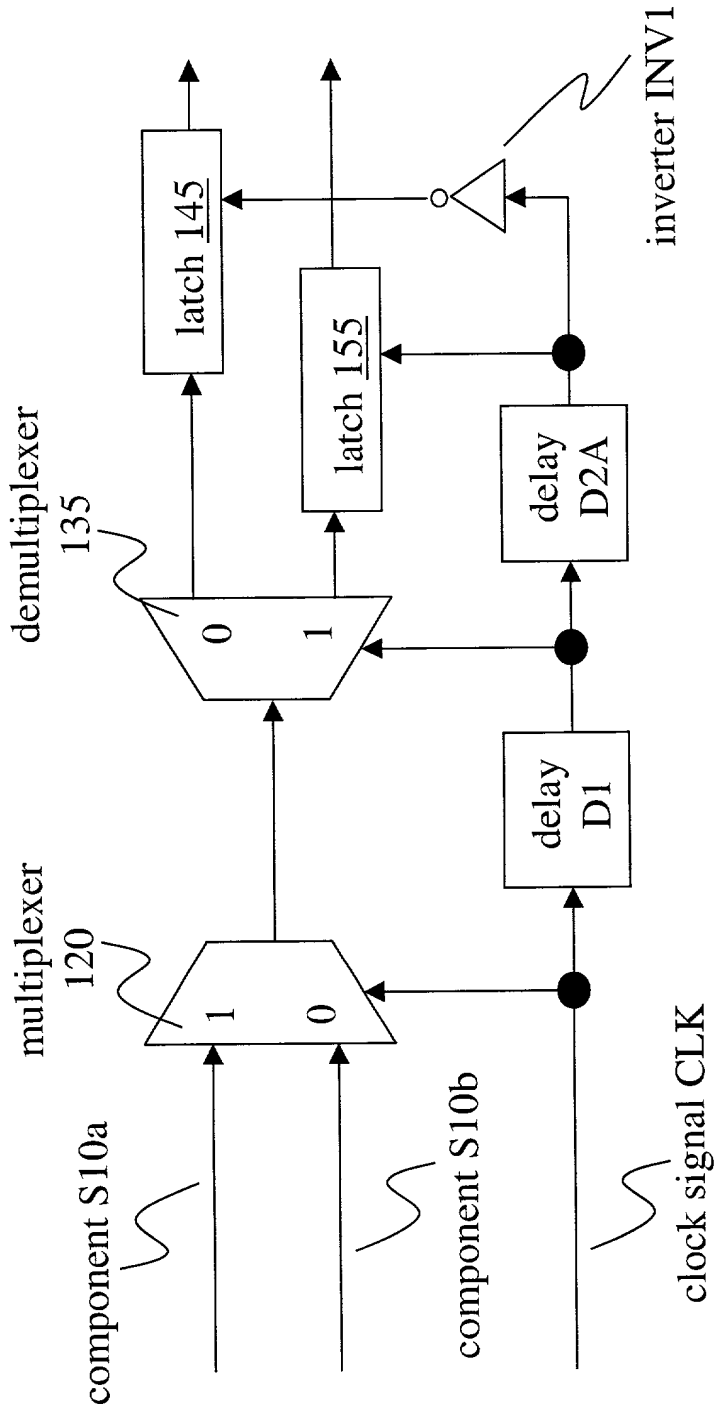 component S10a
component S10b
clock signal CLK
multiplexer
120
1
0
delay
D1
demultiplexer
135
0
1
delay
D2A
latch 145
latch 155
inverter INV1